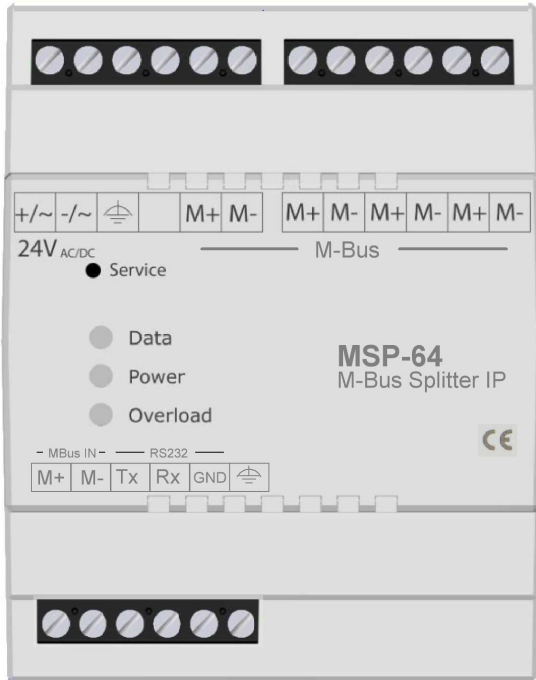 +/~ -/~ M+ M- M+ M- M+ M- M+ M-
24V AC/DC M-Bus
Service
Data
Power
Overload
MSP-64
M-Bus Splitter IP
CE
- MBus IN - RS232
M+ M- Tx Rx GND